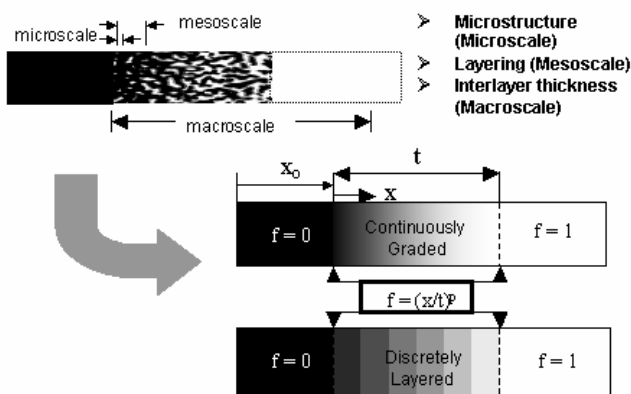 mesoscale
microscale
macroscale
➢ Microstructure
(Microscale)
➢ Layering (Mesoscale)
➢ Interlayer thickness
(Macroscale)
x₀
t
x
f = 0
Continuously
Graded
f = 1
f = (x/t)ᵖ
f = 0
Discretely
Layered
f = 1